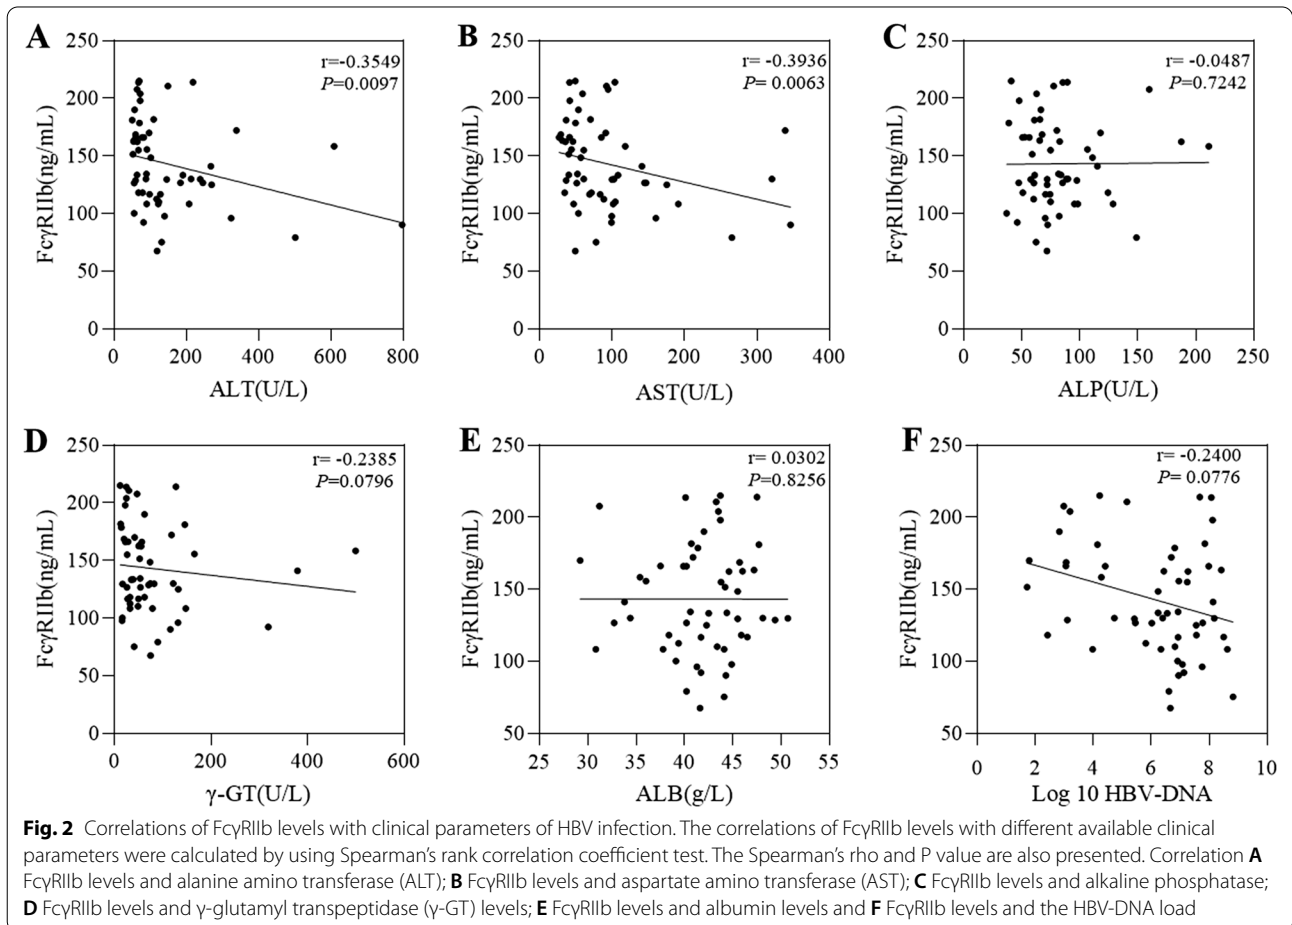 A
r=-0.3549
P=0.0097
250
200
150
100
50
0
FcγRIIb(ng/mL)
0 200 400 600 800
ALT(U/L)
B
r= -0.3936
P= 0.0063
250
200
150
100
50
0
FcγRIIb(ng/mL)
0 100 200 300 400
AST(U/L)
C
r= -0.0487
P=0.7242
250
200
150
100
50
0
FcγRIIb(ng/mL)
0 50 100 150 200 250
ALP(U/L)
D
r= -0.2385
P=0.0796
250
200
150
100
50
0
FcγRIIb(ng/mL)
0 200 400 600
γ-GT(U/L)
E
r= 0.0302
P=0.8256
250
200
150
100
50
FcγRIIb(ng/mL)
25 30 35 40 45 50 55
ALB(g/L)
F
r= -0.2400
P= 0.0776
250
200
150
100
50
FcγRIIb(ng/mL)
0 2 4 6 8 10
Log 10 HBV-DNA
Fig. 2 Correlations of FcγRIIb levels with clinical parameters of HBV infection. The correlations of FcγRIIb levels with different available clinical
parameters were calculated by using Spearman's rank correlation coefficient test. The Spearman's rho and P value are also presented. Correlation A
FcγRIIb levels and alanine amino transferase (ALT); B FcγRIIb levels and aspartate amino transferase (AST); C FcγRIIb levels and alkaline phosphatase;
D FcγRIIb levels and γ-glutamyl transpeptidase (γ-GT) levels; E FcγRIIb levels and albumin levels and F FcγRIIb levels and the HBV-DNA load